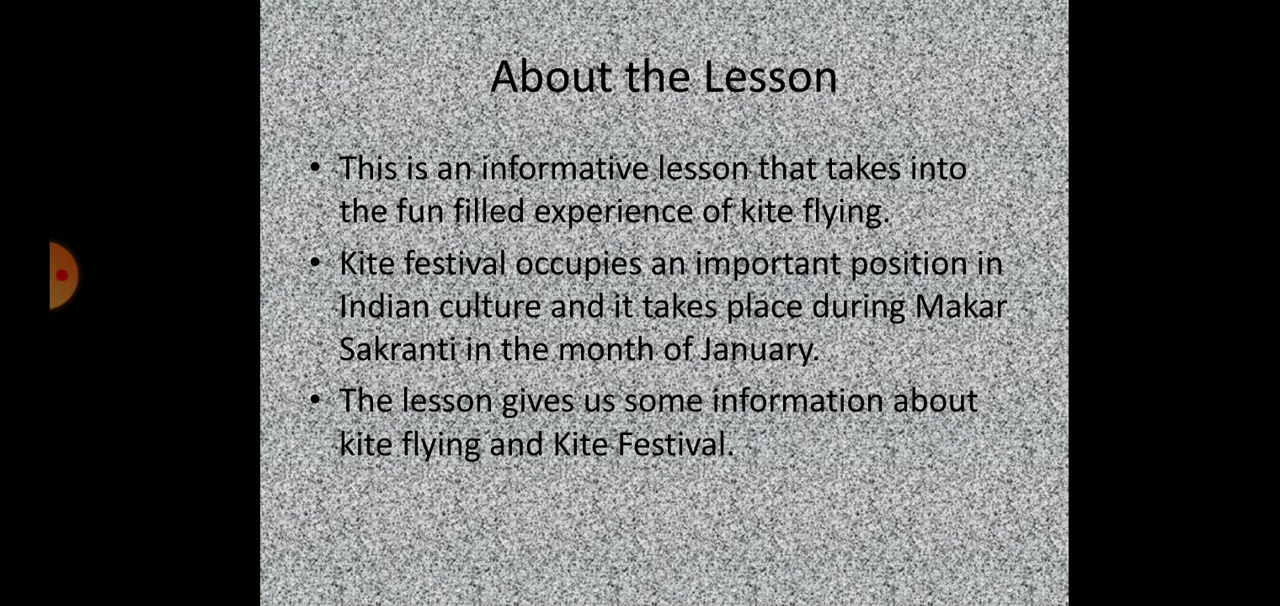 About the Lesson
• This is an informative lesson that takes into
the fun filled experience of kite flying.
• Kite festival occupies an important position in
Indian culture and it takes place during Makar
Sakranti in the month of January.
• The lesson gives us some information about
kite flying and Kite Festival.